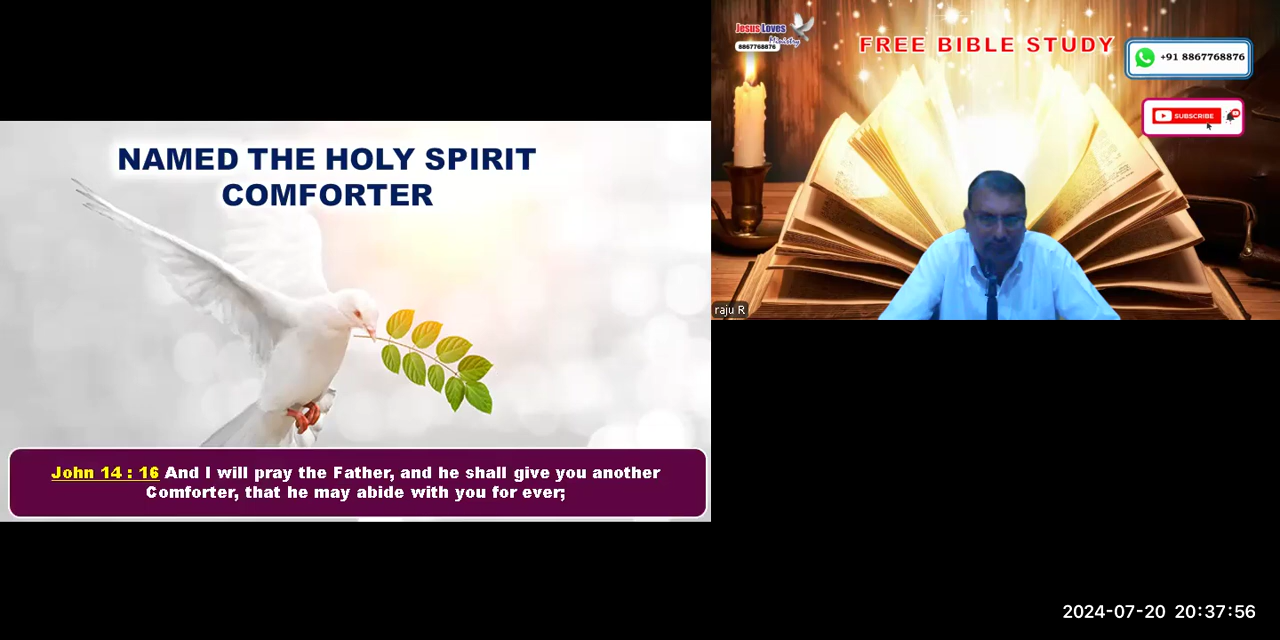 NAMED THE HOLY SPIRIT
COMFORTER
John 14 : 16 And I will pray the Father, and he shall give you another
Comforter, that he may abide with you for ever;
Jesus Loves
Ministry
8867768876
FREE BIBLE STUDY
+91 8867768876
SUBSCRIBE
raju R
2024-07-20 20:37:56